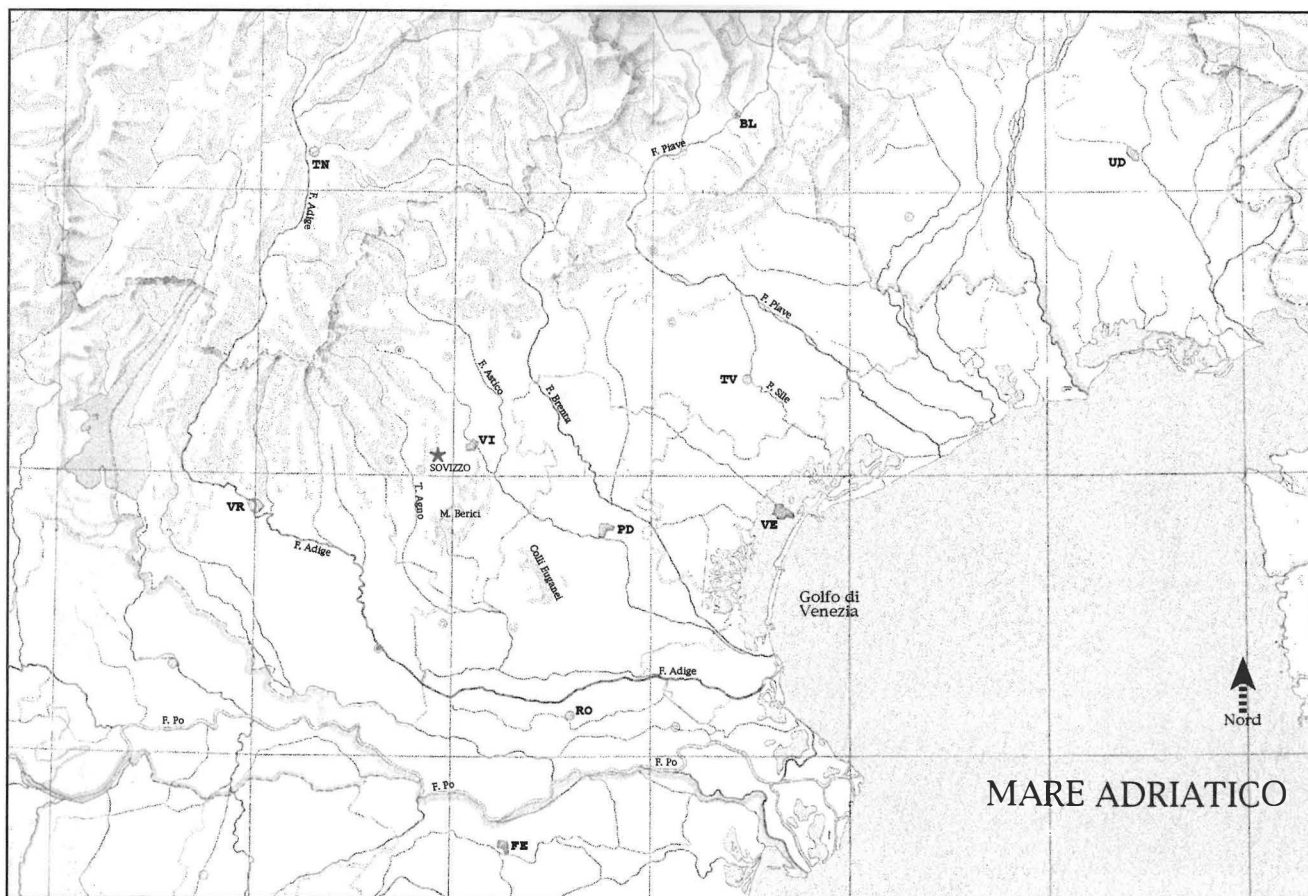 BL
F. Piave
TN
UD
F. Adige
F. Piave
F. Astico
TV
F. Sile
F. Brenta
VI
SOVIZZO
T. Agno
VR
M. Berici
PD
VE
F. Adige
Colli Euganei
Golfo di
Venezia
F. Adige
RO
Nord
F. Po
F. Po
F. Po
MARE ADRIATICO
FE